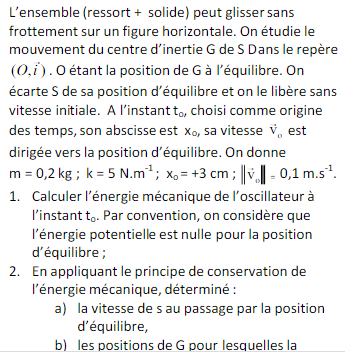 L'ensemble (ressort + solide) peut glisser sans
frottement sur un figure horizontale. On étudie le
mouvement du centre d'inertie G de S Dans le repère
(O, i⃗). O étant la position de G à l'équilibre. On
écarte S de sa position d'équilibre et on le libère sans
vitesse initiale. A l'instant t₀, choisi comme origine
des temps, son abscisse est x₀, sa vitesse v⃗₀ est
dirigée vers la position d'équilibre. On donne
m = 0,2 kg ; k = 5 N.m⁻¹ ; x₀ = +3 cm ; ‖v⃗₀‖ = 0,1 m.s⁻¹.
1. Calculer l'énergie mécanique de l'oscillateur à
l'instant t₀. Par convention, on considère que
l'énergie potentielle est nulle pour la position
d'équilibre ;
2. En appliquant le principe de conservation de
l'énergie mécanique, déterminé :
a) la vitesse de s au passage par la position
d'équilibre,
b) les positions de G pour lesquelles la